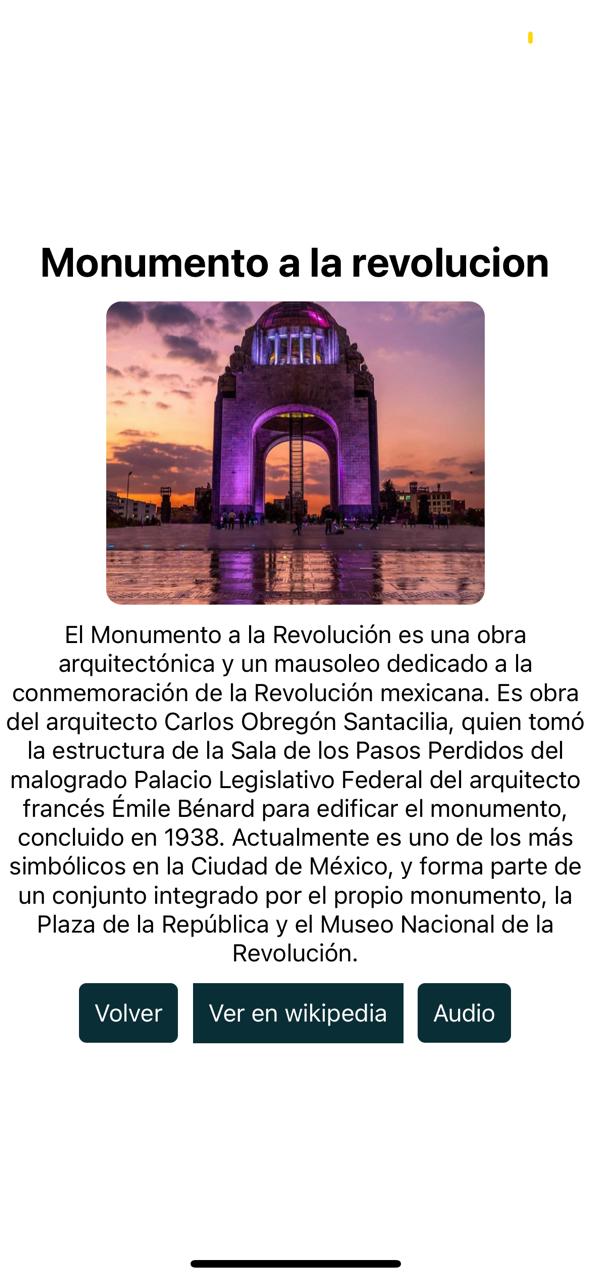 Monumento a la revolucion
El Monumento a la Revolución es una obra
arquitectónica y un mausoleo dedicado a la
conmemoración de la Revolución mexicana. Es obra
del arquitecto Carlos Obregón Santacilia, quien tomó
la estructura de la Sala de los Pasos Perdidos del
malogrado Palacio Legislativo Federal del arquitecto
francés Émile Bénard para edificar el monumento,
concluido en 1938. Actualmente es uno de los más
simbólicos en la Ciudad de México, y forma parte de
un conjunto integrado por el propio monumento, la
Plaza de la República y el Museo Nacional de la
Revolución.
Volver Ver en wikipedia Audio